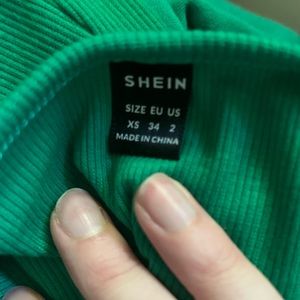 SHEIN
SIZE EU US
XS 34 2
MADE IN CHINA